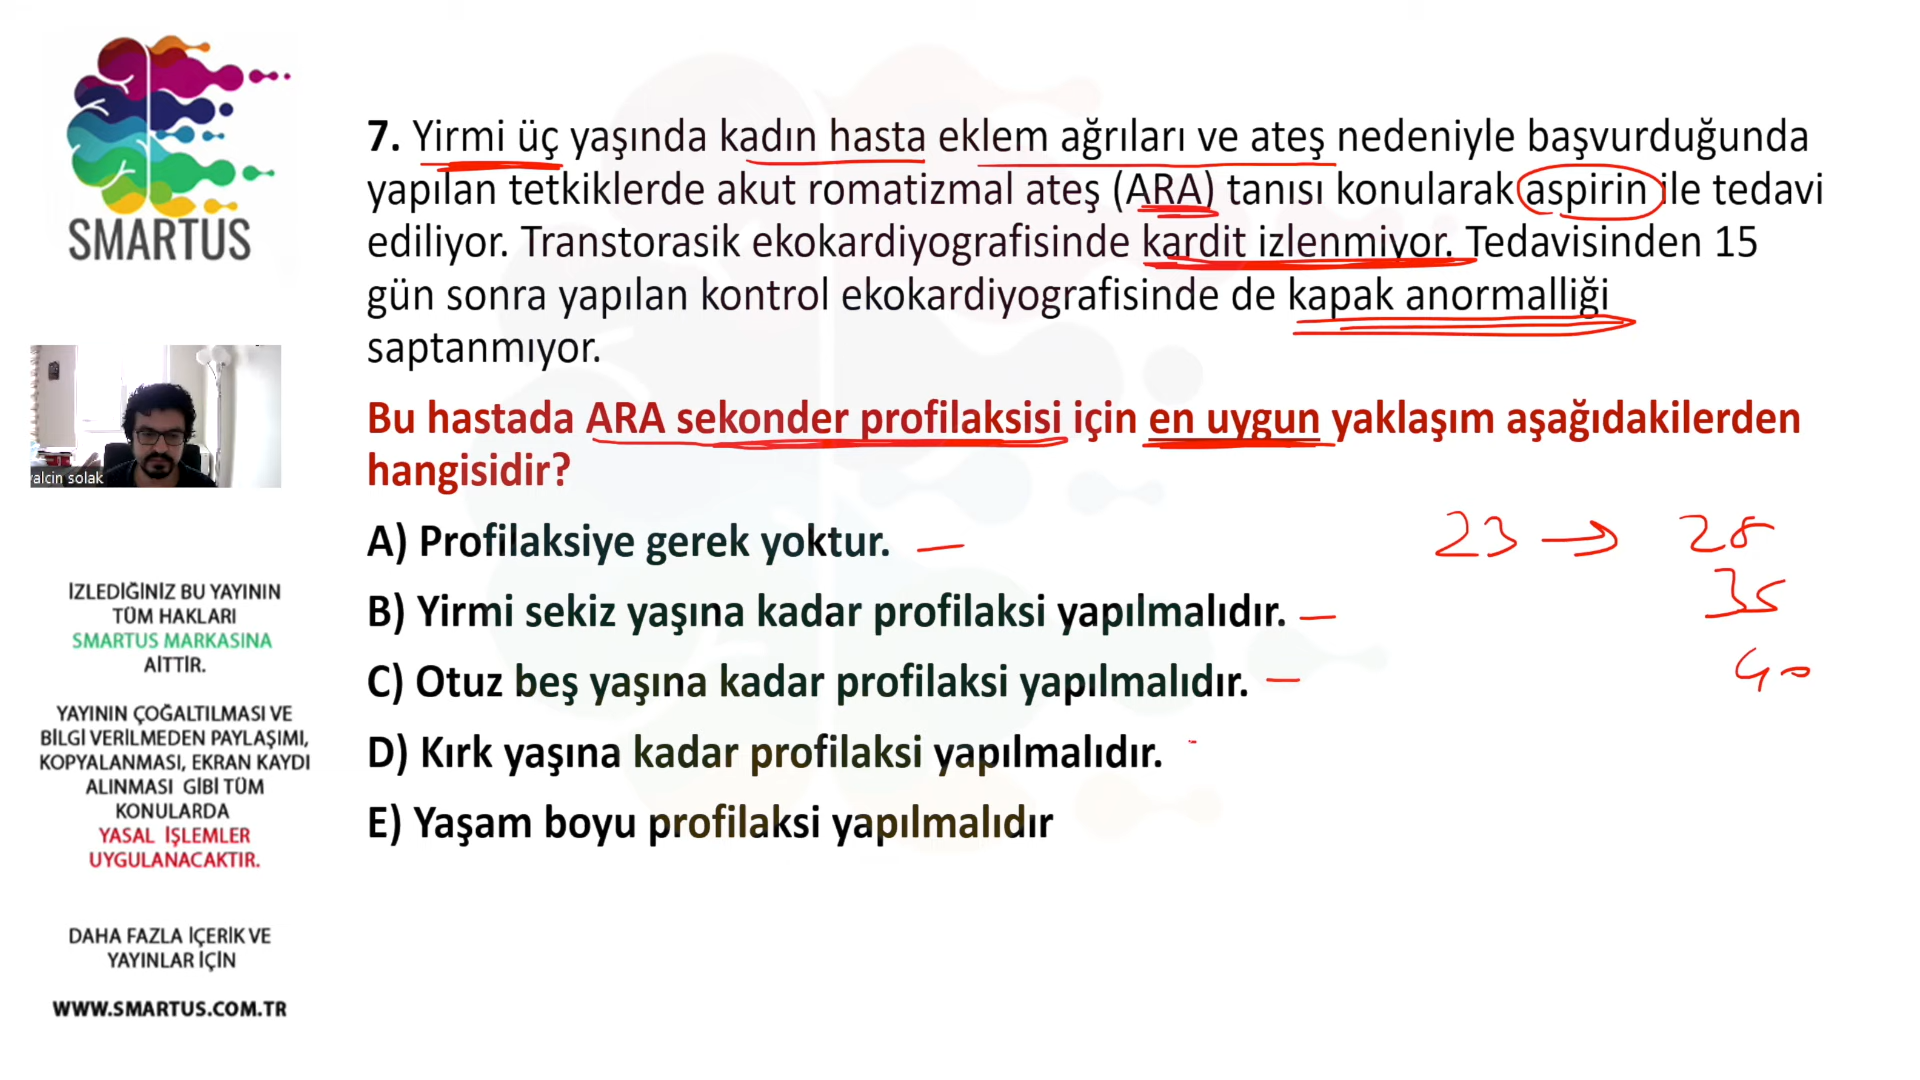 SMARTUS
7. Yirmi üç yaşında kadın hasta eklem ağrıları ve ateş nedeniyle başvurduğunda
yapılan tetkiklerde akut romatizmal ateş (ARA) tanısı konularak aspirin ile tedavi
ediliyor. Transtorasik ekokardiyografisinde kardit izlenmiyor. Tedavisinden 15
gün sonra yapılan kontrol ekokardiyografisinde de kapak anormalliği
saptanmıyor.
Bu hastada ARA sekonder profilaksisi için en uygun yaklaşım aşağıdakilerden
hangisidir?
A) Profilaksiye gerek yoktur.
B) Yirmi sekiz yaşına kadar profilaksi yapılmalıdır.
C) Otuz beş yaşına kadar profilaksi yapılmalıdır.
D) Kırk yaşına kadar profilaksi yapılmalıdır.
E) Yaşam boyu profilaksi yapılmalıdır
23 → 28
35
40
yalcin solak
İZLEDİĞİNİZ BU YAYININ
TÜM HAKLARI
SMARTUS MARKASINA
AİTTİR.
YAYININ ÇOĞALTILMASI VE
BİLGİ VERİLMEDEN PAYLAŞIMI,
KOPYALANMASI, EKRAN KAYDI
ALINMASI GİBİ TÜM
KONULARDA
YASAL İŞLEMLER
UYGULANACAKTIR.
DAHA FAZLA İÇERİK VE
YAYINLAR İÇİN
WWW.SMARTUS.COM.TR